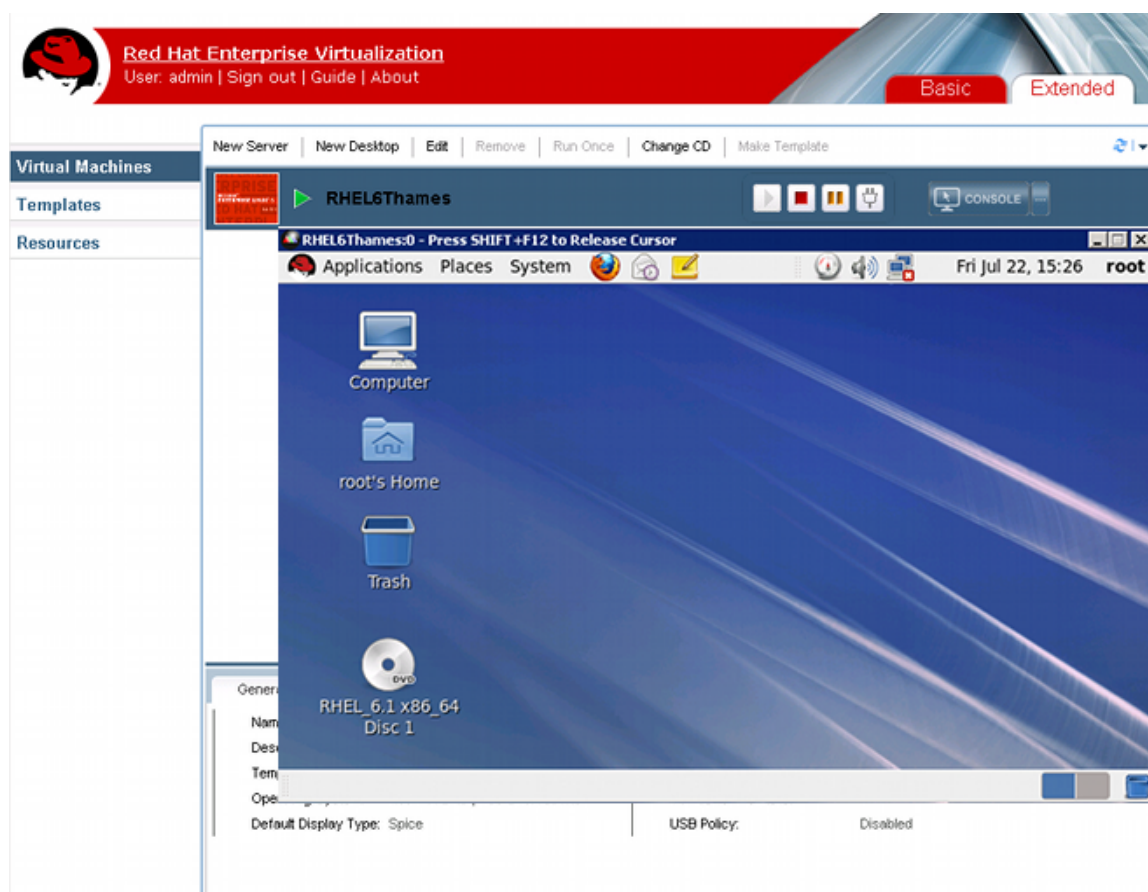 Red Hat Enterprise Virtualization
User: admin | Sign out | Guide | About
Basic Extended
New Server | New Desktop | Edit | Remove | Run Once | Change CD | Make Template
Virtual Machines
Templates
Resources
RHEL6Thames
CONSOLE
RHEL6Thames:0 - Press SHIFT+F12 to Release Cursor
Applications Places System Fri Jul 22, 15:26 root
Computer
root's Home
Trash
DVD
RHEL_6.1 x86_64
Disc 1
Default Display Type: Spice USB Policy: Disabled